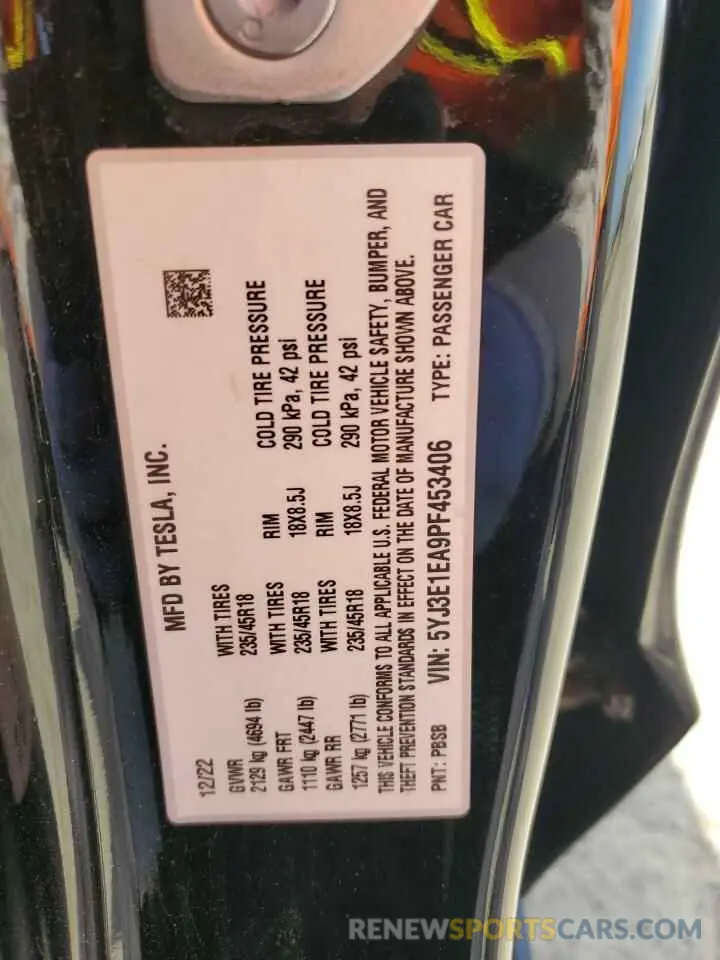 MFD BY TESLA, INC.
12/22
GVWR WITH TIRES
2129 kg (4694 lb) 235/45R18
GAWR FRT WITH TIRES RIM COLD TIRE PRESSURE
1110 kg (2447 lb) 235/45R18 18X8.5J 290 kPa, 42 psi
GAWR RR WITH TIRES RIM COLD TIRE PRESSURE
1257 kg (2771 lb) 235/45R18 18X8.5J 290 kPa, 42 psi
THIS VEHICLE CONFORMS TO ALL APPLICABLE U.S. FEDERAL MOTOR VEHICLE SAFETY, BUMPER, AND
THEFT PREVENTION STANDARDS IN EFFECT ON THE DATE OF MANUFACTURE SHOWN ABOVE.
PNT: PBSB VIN: 5YJ3E1EA9PF453406 TYPE: PASSENGER CAR
RENEWSPORTSCARS.COM